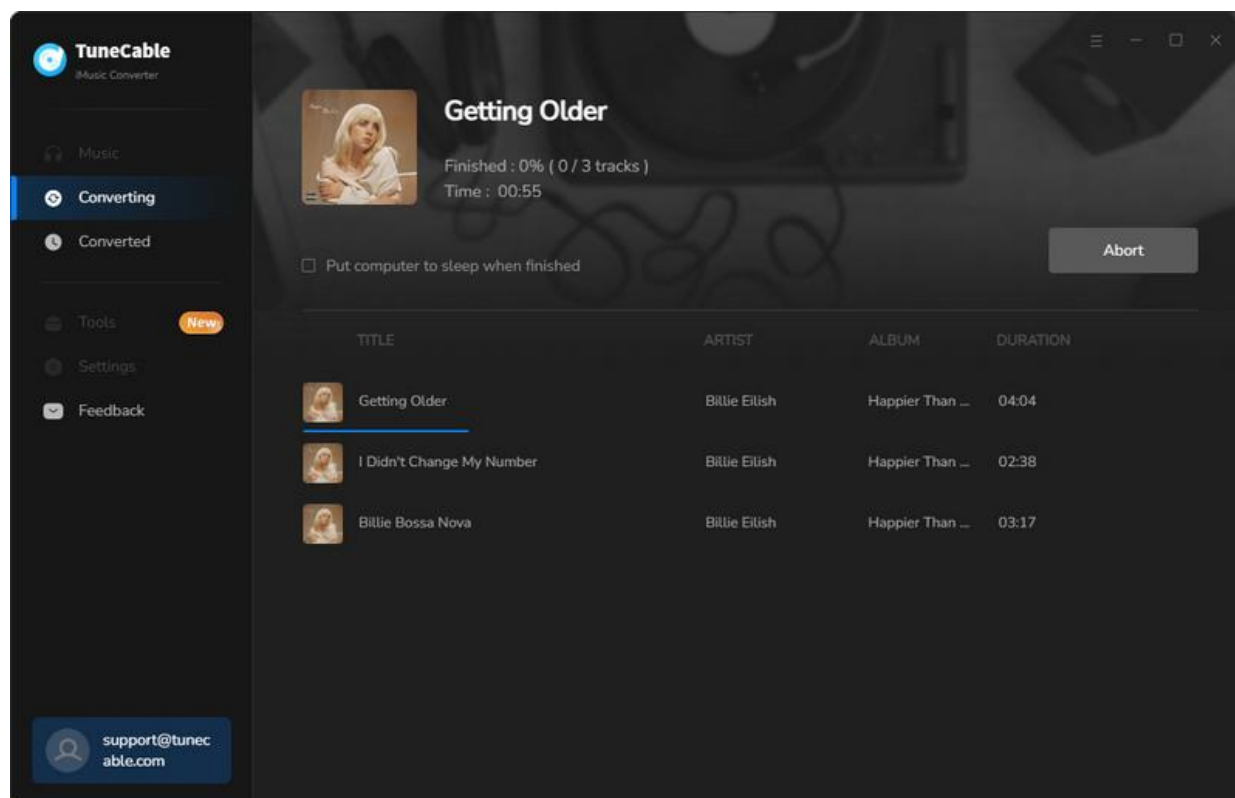 TuneCable
iMusic Converter
Music
Converting
Converted
Tools
New
Settings
Feedback
support@tunec
able.com
Getting Older
Finished : 0% ( 0 / 3 tracks )
Time : 00:55
Put computer to sleep when finished
Abort
TITLE ARTIST ALBUM DURATION
Getting Older Billie Eilish Happier Than ... 04:04
I Didn't Change My Number Billie Eilish Happier Than ... 02:38
Billie Bossa Nova Billie Eilish Happier Than ... 03:17